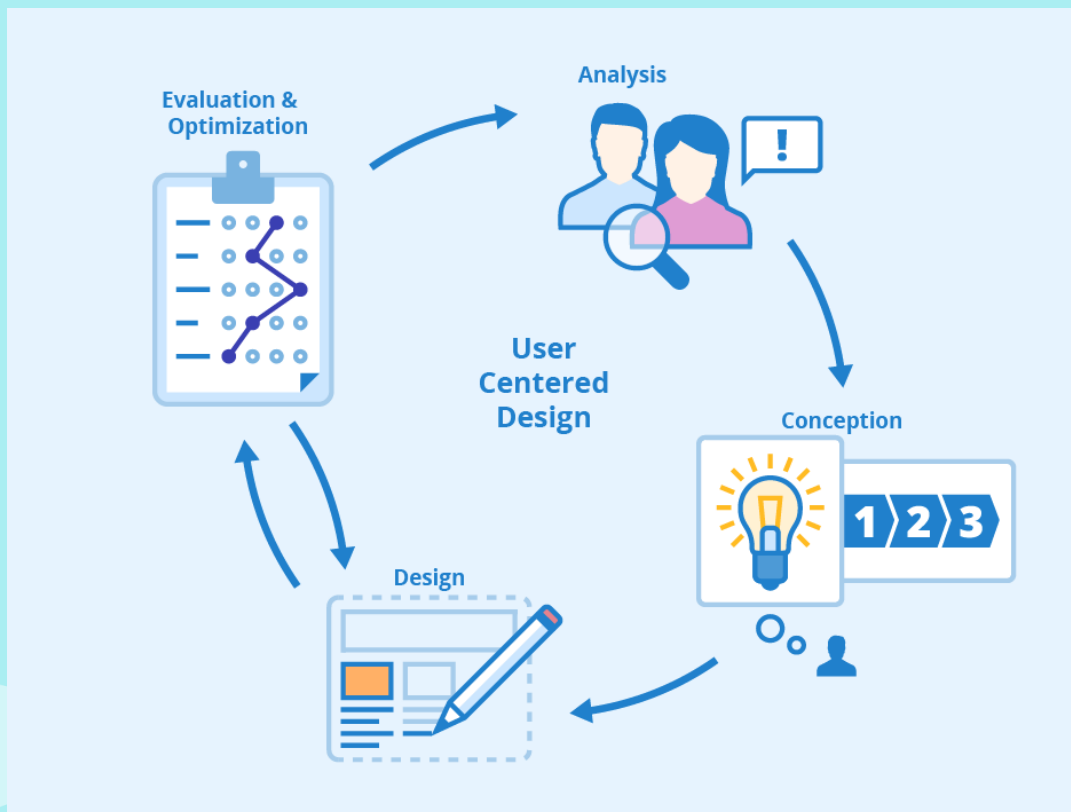 Analysis
Evaluation &
Optimization
!
User
Centered
Design
Conception
1 2 3
Design